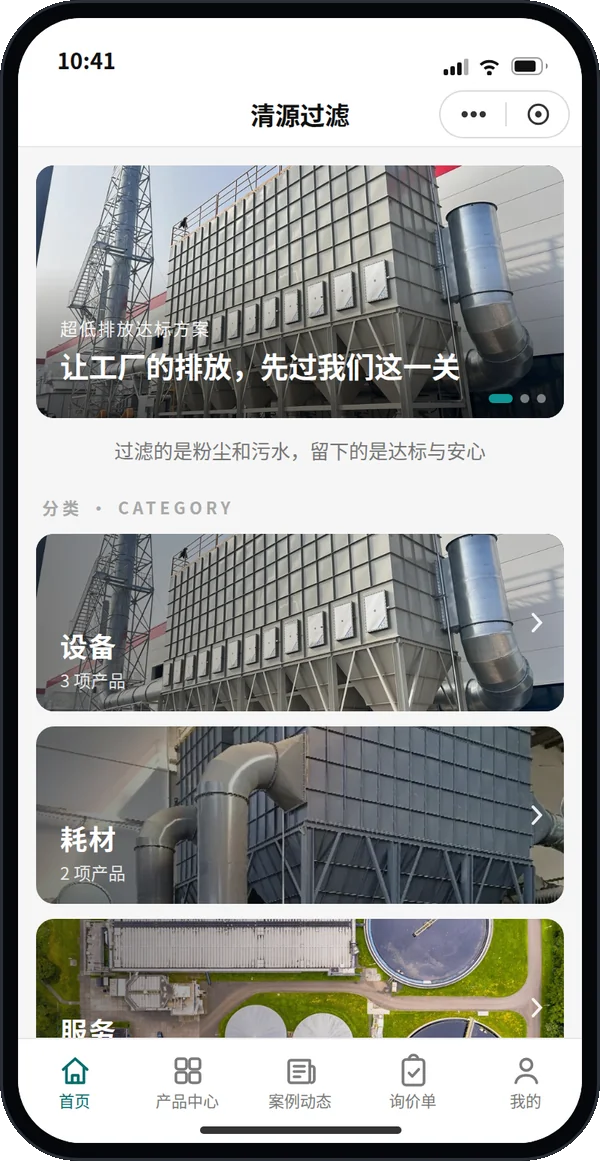 10:41
清源过滤
超低排放达标方案
让工厂的排放，先过我们这一关
过滤的是粉尘和污水，留下的是达标与安心
分类 • CATEGORY
设备
3 项产品
耗材
2 项产品
服务
首页
产品中心
案例动态
询价单
我的